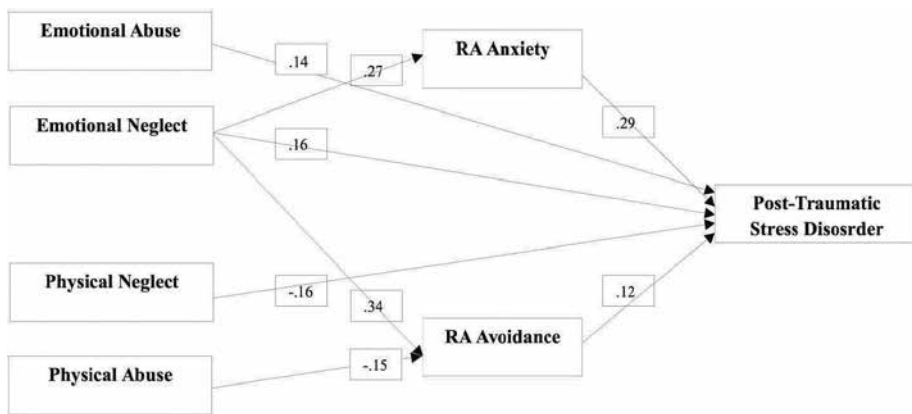 Emotional Abuse
RA Anxiety
.14
.27
Emotional Neglect
.16
.29
Post-Traumatic
Stress Disosrder
Physical Neglect
-.16
.34
.12
RA Avoidance
Physical Abuse
-.15